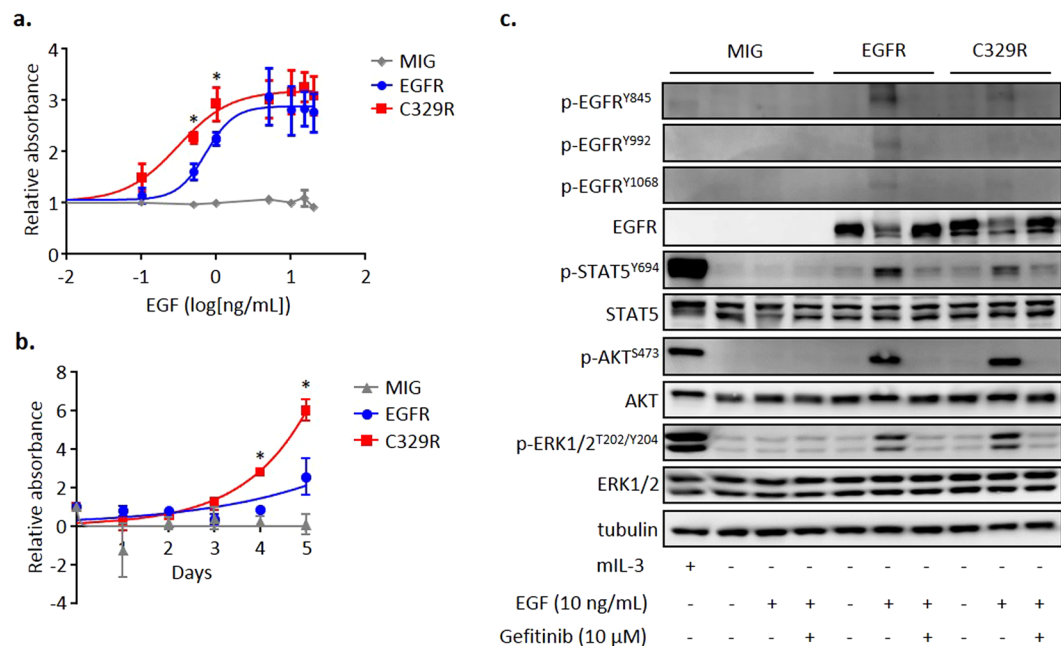 a.
4
3
2
1
0
Relative absorbance
-2 -1 0 1 2
EGF (log[ng/mL])
* *
MIG
EGFR
C329R
b.
8
6
4
2
0
-2
-4
Relative absorbance
1 2 3 4 5
Days
* *
MIG
EGFR
C329R
c.
MIG EGFR C329R
p-EGFRY845
p-EGFRY992
p-EGFRY1068
EGFR
p-STAT5Y694
STAT5
p-AKTS473
AKT
p-ERK1/2T202/Y204
ERK1/2
tubulin
mIL-3 + - - - - - - - - -
EGF (10 ng/mL) - - + + - + + - + +
Gefitinib (10 µM) - - - + - - + - - +